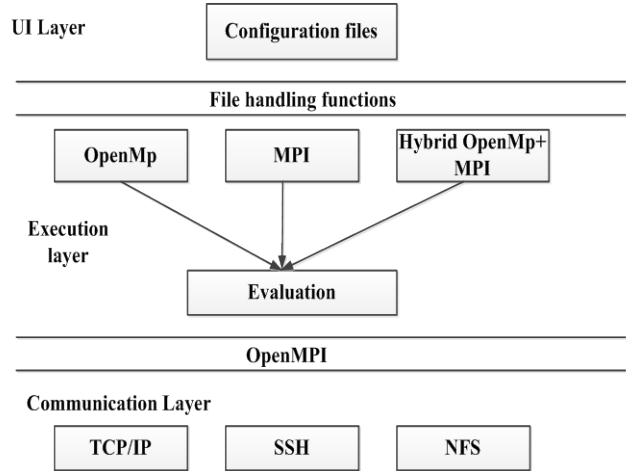 UI Layer
Configuration files
File handling functions
OpenMp
MPI
Hybrid OpenMp+
MPI
Execution
layer
Evaluation
OpenMPI
Communication Layer
TCP/IP
SSH
NFS